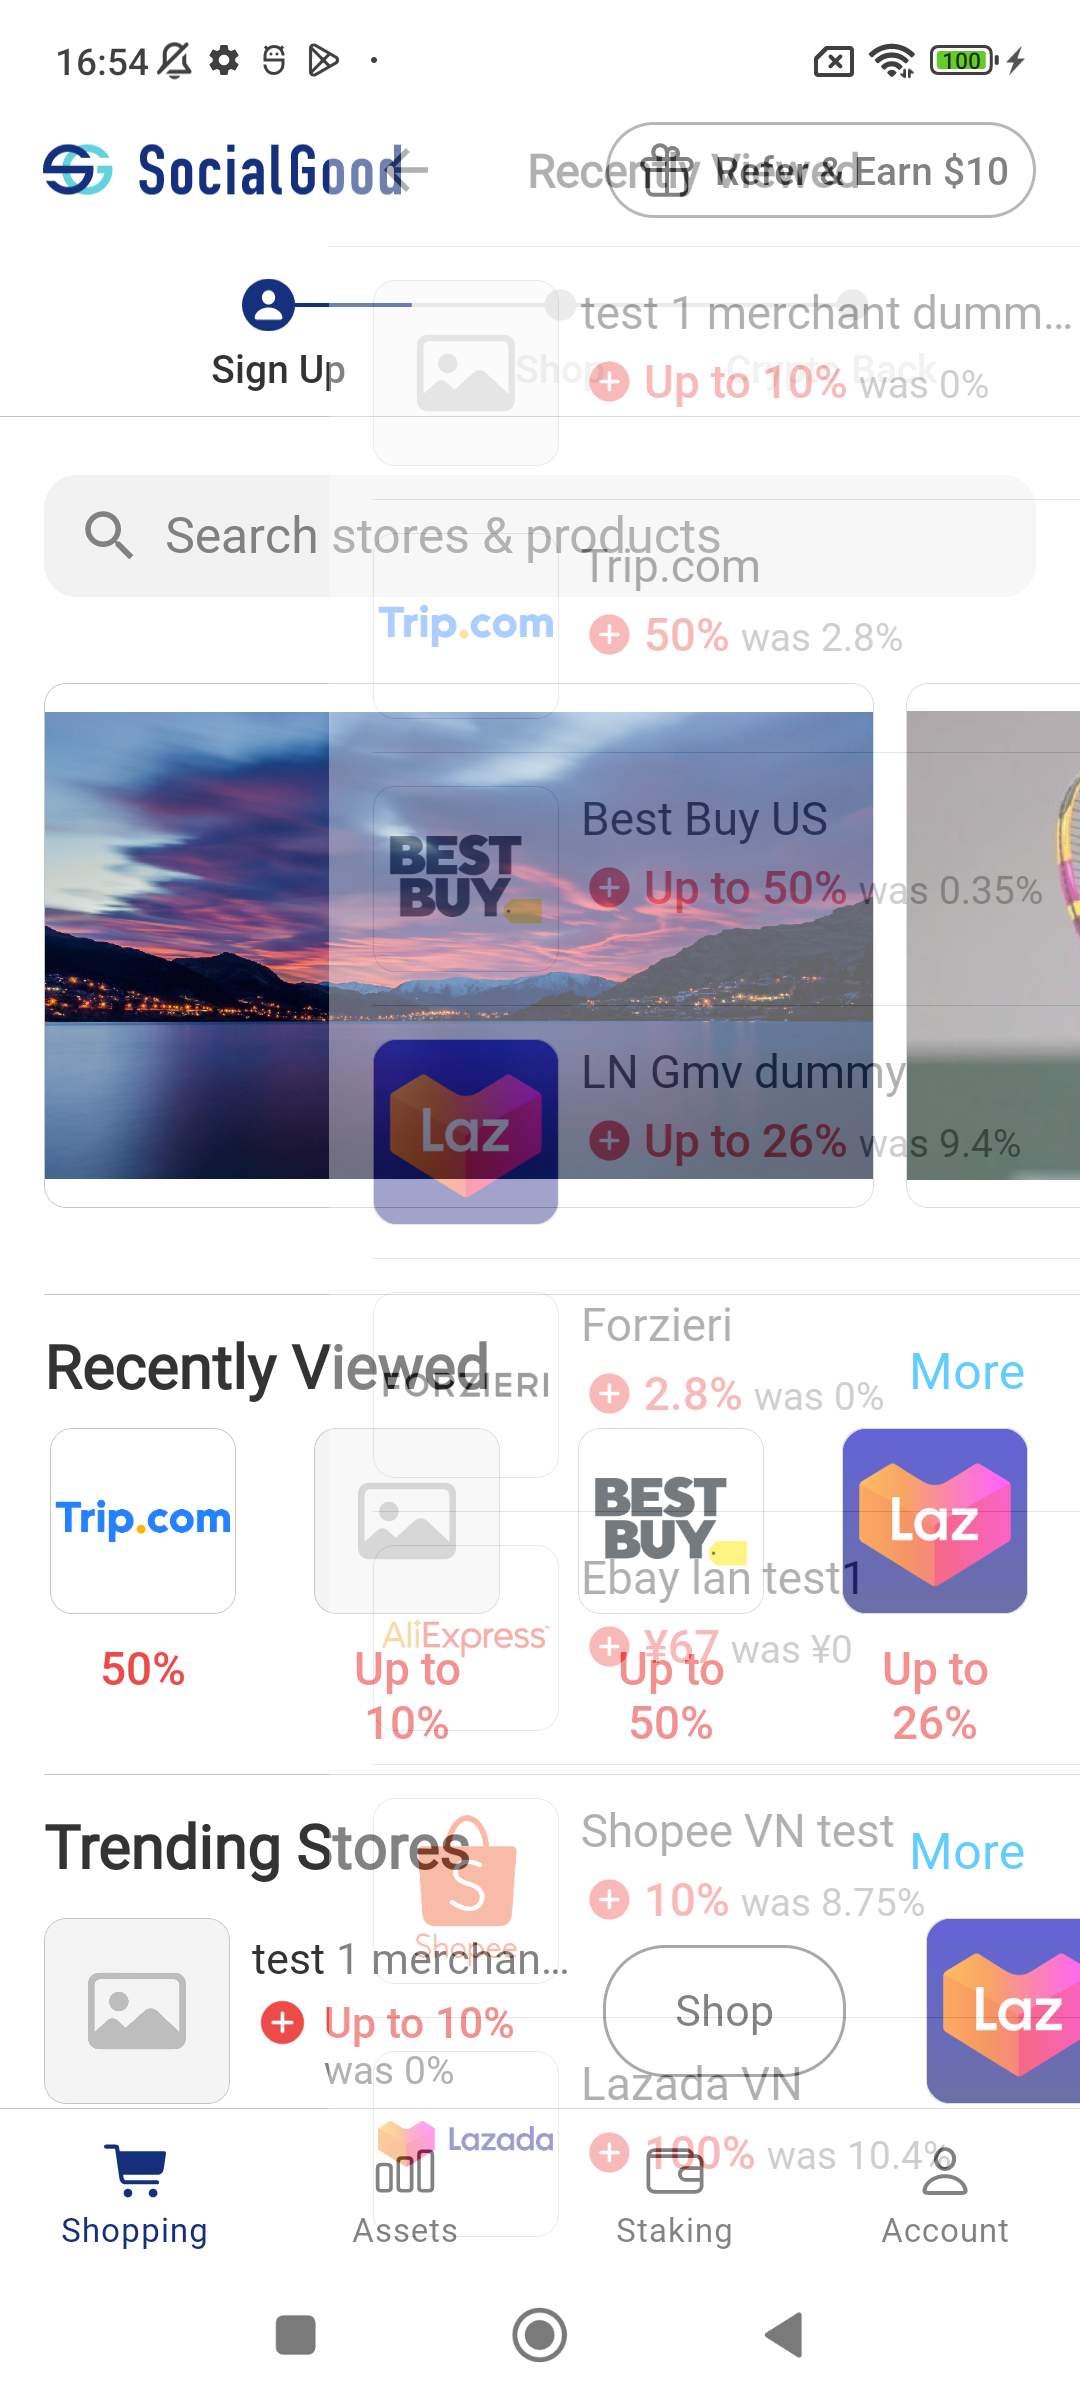 16:54
100
SocialGood
Recently Viewed
Refer & Earn $10
test 1 merchant dumm...
Sign Up
Shop
Crypto Back
Up to 10% was 0%
Search stores & products
Trip.com
Trip.com
50% was 2.8%
Best Buy US
BEST
BUY
Up to 50% was 0.35%
LN Gmv dummy
Laz
Up to 26% was 9.4%
Forzieri
Recently Viewed
More
FORZIERI
2.8% was 0%
Trip.com
BEST
BUY
Laz
Ebay lan test1
AliExpress
¥67 was ¥0
50%
Up to
10%
Up to
50%
Up to
26%
Shopee VN test
Trending Stores
More
Shopee
10% was 8.75%
test 1 merchan...
Up to 10%
was 0%
Shop
Laz
Lazada VN
Lazada
100% was 10.4%
Shopping
Assets
Staking
Account